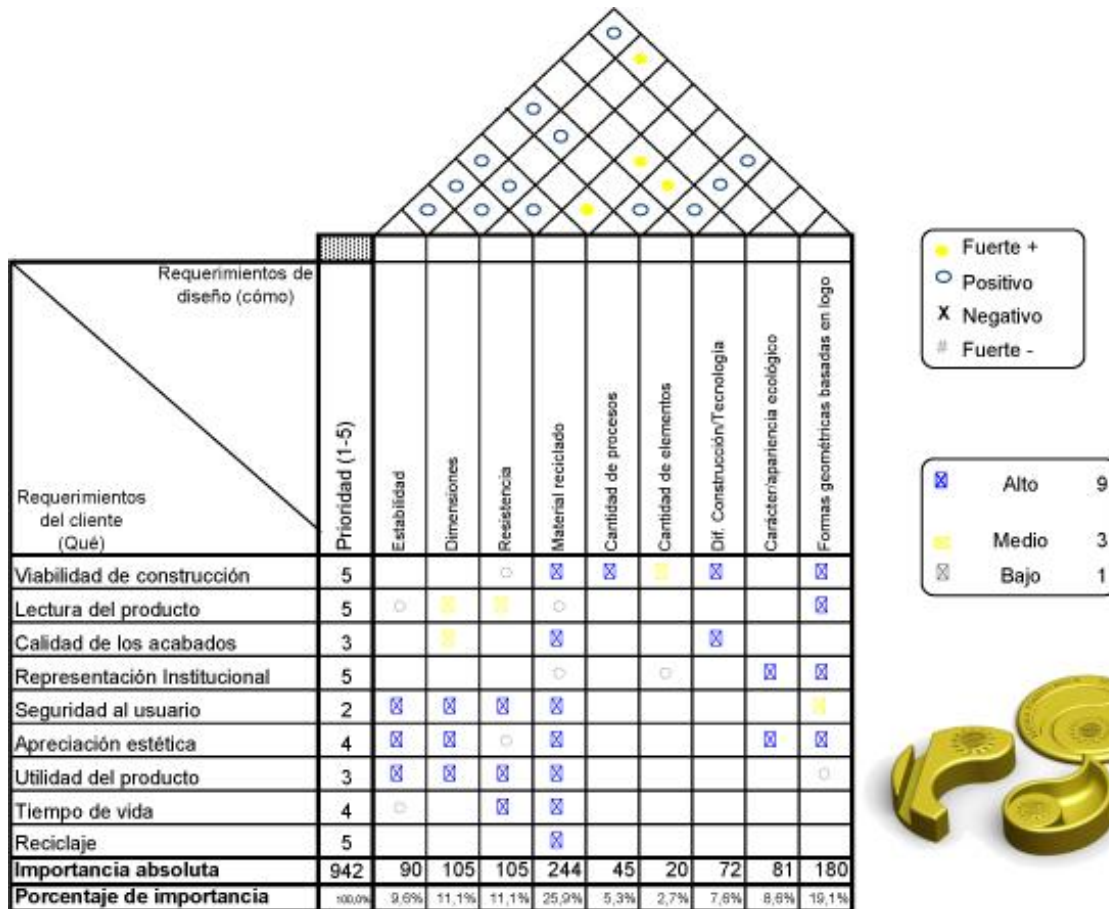 Requerimientos de
diseño (cómo)
Requerimientos
del cliente
(Qué)
Prioridad (1-5)
Estabilidad
Dimensiones
Resistencia
Material reciclado
Cantidad de procesos
Cantidad de elementos
Dif. Construcción/Tecnología
Carácter/apariencia ecológico
Formas geométricas basadas en logo
Viabilidad de construcción 5
Lectura del producto 5
Calidad de los acabados 3
Representación Institucional 5
Seguridad al usuario 2
Apreciación estética 4
Utilidad del producto 3
Tiempo de vida 4
Reciclaje 5
Importancia absoluta 942 90 105 105 244 45 20 72 81 180
Porcentaje de importancia 100,0% 9,6% 11,1% 11,1% 25,9% 5,3% 2,7% 7,6% 8,6% 19,1%
Fuerte +
Positivo
X Negativo
# Fuerte -
Alto 9
Medio 3
Bajo 1